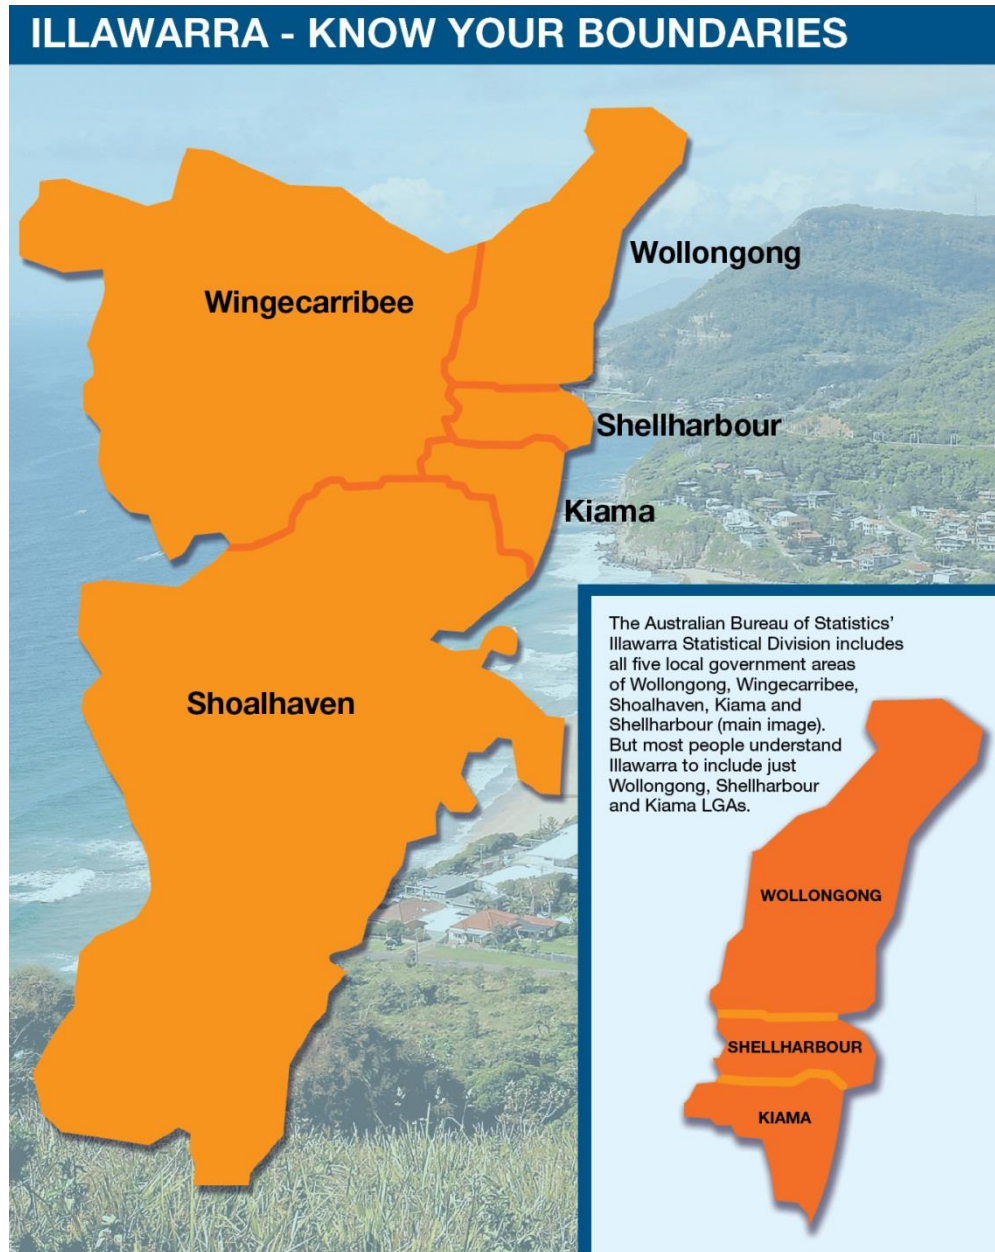 ILLAWARRA - KNOW YOUR BOUNDARIES
Wollongong
Wingecarribee
Shellharbour
Kiama
Shoalhaven
The Australian Bureau of Statistics'
Illawarra Statistical Division includes
all five local government areas
of Wollongong, Wingecarribee,
Shoalhaven, Kiama and
Shellharbour (main image).
But most people understand
Illawarra to include just
Wollongong, Shellharbour
and Kiama LGAs.
WOLLONGONG
SHELLHARBOUR
KIAMA